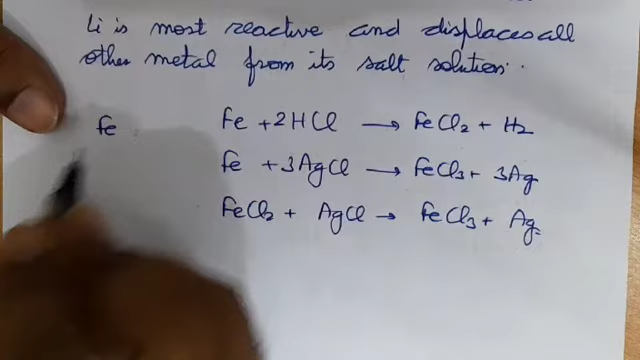 Li is most reactive and displaces all
other metal from its salt solution.
Fe Fe + 2HCl → FeCl2 + H2
Fe + 3AgCl → FeCl3 + 3Ag
FeCl2 + AgCl → FeCl3 + Ag